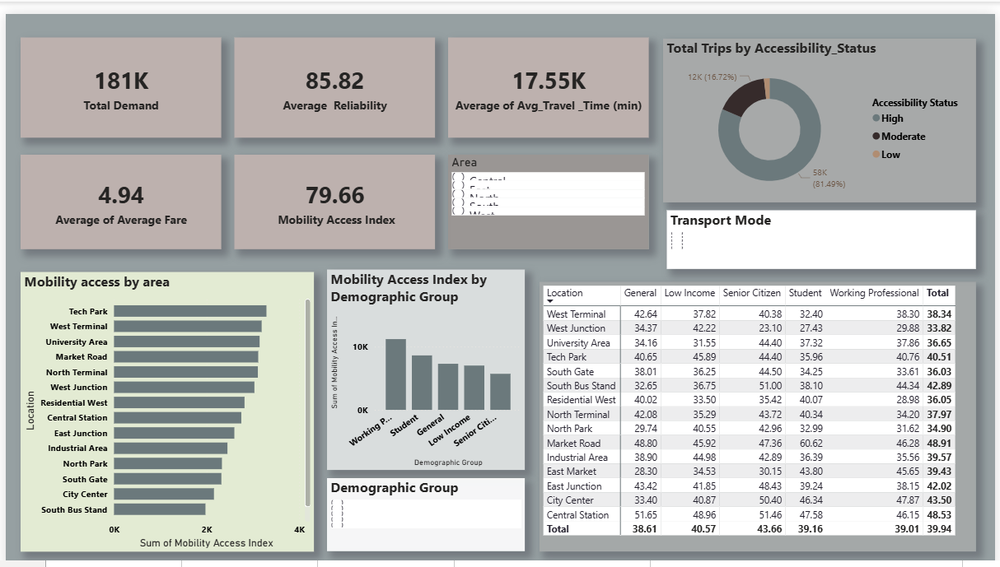 181K
Total Demand
85.82
Average Reliability
17.55K
Average of Avg_Travel _Time (min)
Total Trips by Accessibility_Status
12K (16.72%)
58K
(81.49%)
Accessibility Status
High
Moderate
Low
4.94
Average of Average Fare
79.66
Mobility Access Index
Area
Transport Mode
Mobility access by area
Location
Tech Park
West Terminal
University Area
Market Road
North Terminal
West Junction
Residential West
Central Station
East Junction
Industrial Area
North Park
South Gate
City Center
South Bus Stand
0K 2K 4K
Sum of Mobility Access Index
Mobility Access Index by
Demographic Group
Sum of Mobility Access In...
10K
0K
Working P...
Student
General
Low Income
Senior Citi...
Demographic Group
Demographic Group
Location General Low Income Senior Citizen Student Working Professional Total
West Terminal 42.64 37.82 40.38 32.40 38.30 38.34
West Junction 34.37 42.22 23.10 27.43 29.88 33.82
University Area 34.16 31.55 44.40 37.32 37.86 36.65
Tech Park 40.65 45.89 44.40 35.96 40.76 40.51
South Gate 38.01 36.25 44.50 34.25 33.61 36.03
South Bus Stand 32.65 36.75 51.00 38.10 44.34 42.89
Residential West 40.02 33.50 35.42 40.07 28.98 36.05
North Terminal 42.08 35.29 43.72 40.34 34.20 37.97
North Park 29.74 40.55 42.96 32.99 31.62 34.90
Market Road 48.80 45.92 47.36 60.62 46.28 48.91
Industrial Area 38.90 44.98 42.89 36.39 35.56 39.57
East Market 28.30 34.53 30.15 43.80 45.65 39.43
East Junction 43.42 41.85 48.43 39.24 38.15 42.02
City Center 33.40 40.87 50.40 46.34 47.87 43.50
Central Station 51.65 48.96 51.46 47.58 46.15 48.53
Total 38.61 40.57 43.66 39.16 39.01 39.94